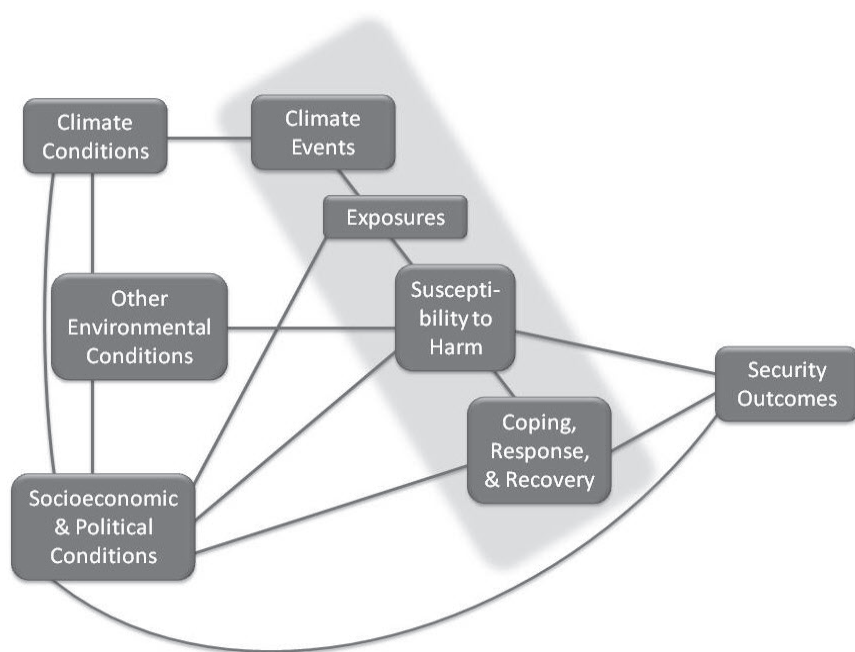 Climate
Conditions
Climate
Events
Exposures
Other
Environmental
Conditions
Suscepti-
bility to
Harm
Security
Outcomes
Coping,
Response,
& Recovery
Socioeconomic
& Political
Conditions